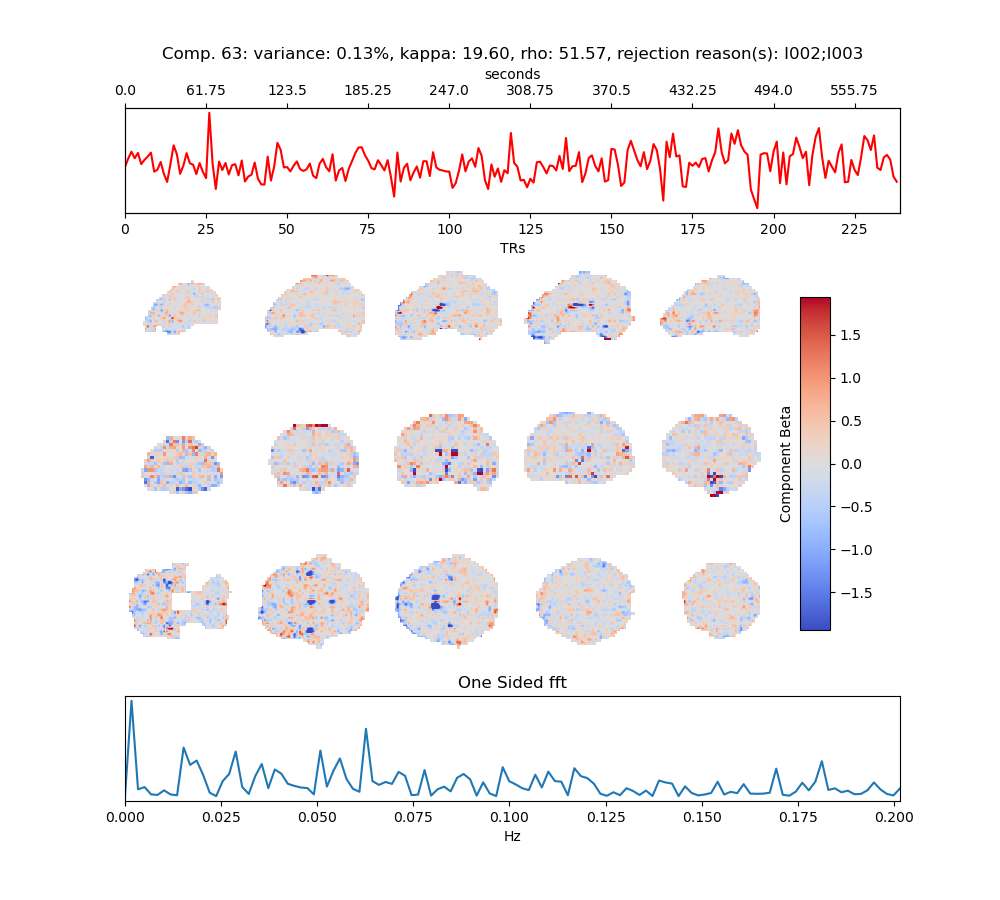 Comp. 63: variance: 0.13%, kappa: 19.60, rho: 51.57, rejection reason(s): I002;I003
seconds
0.0 61.75 123.5 185.25 247.0 308.75 370.5 432.25 494.0 555.75
0 25 50 75 100 125 150 175 200 225
TRs
Component Beta
1.5
1.0
0.5
0.0
−0.5
−1.0
−1.5
One Sided fft
0.000 0.025 0.050 0.075 0.100 0.125 0.150 0.175 0.200
Hz